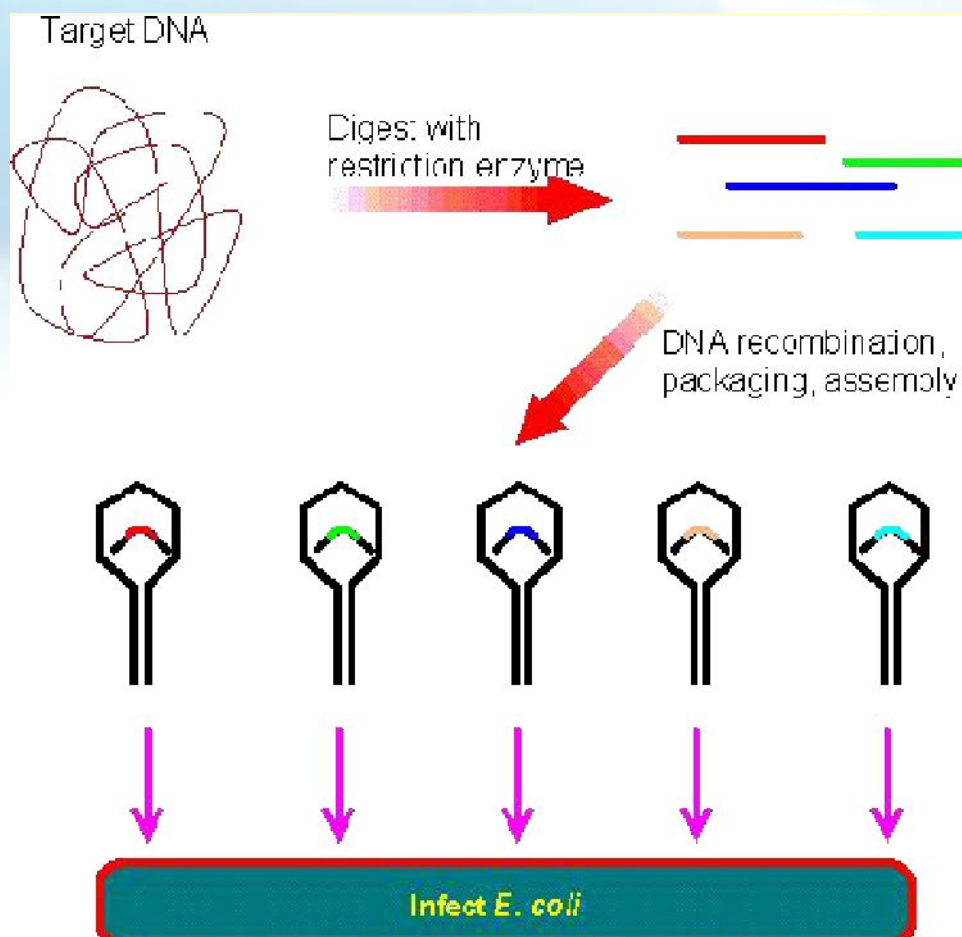 Target DNA
Digest with
restriction enzyme
DNA recombination,
packaging, assembly
Infect E. coli